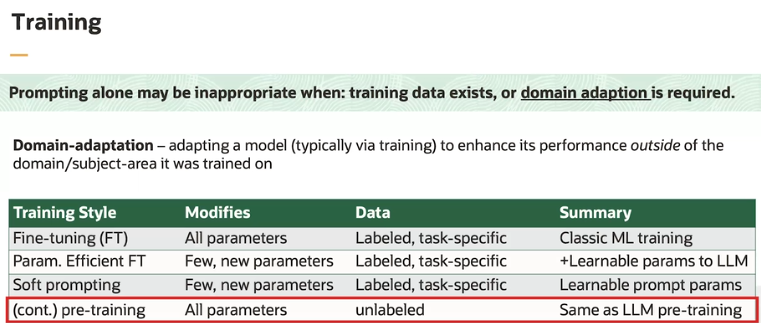 Training
Prompting alone may be inappropriate when: training data exists, or domain adaption is required.
Domain-adaptation – adapting a model (typically via training) to enhance its performance outside of the
domain/subject-area it was trained on
Training Style Modifies Data Summary
Fine-tuning (FT) All parameters Labeled, task-specific Classic ML training
Param. Efficient FT Few, new parameters Labeled, task-specific +Learnable params to LLM
Soft prompting Few, new parameters Labeled, task-specific Learnable prompt params
(cont.) pre-training All parameters unlabeled Same as LLM pre-training